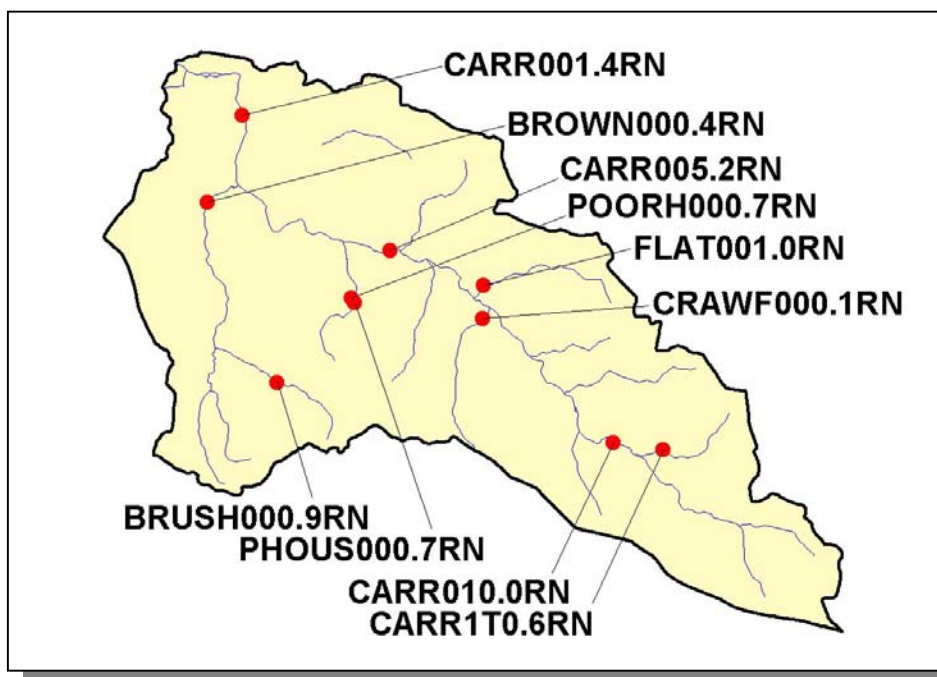 CARR001.4RN
BROWN000.4RN
CARR005.2RN
POORH000.7RN
FLAT001.0RN
CRAWF000.1RN
BRUSH000.9RN
PHOUS000.7RN
CARR010.0RN
CARR1T0.6RN